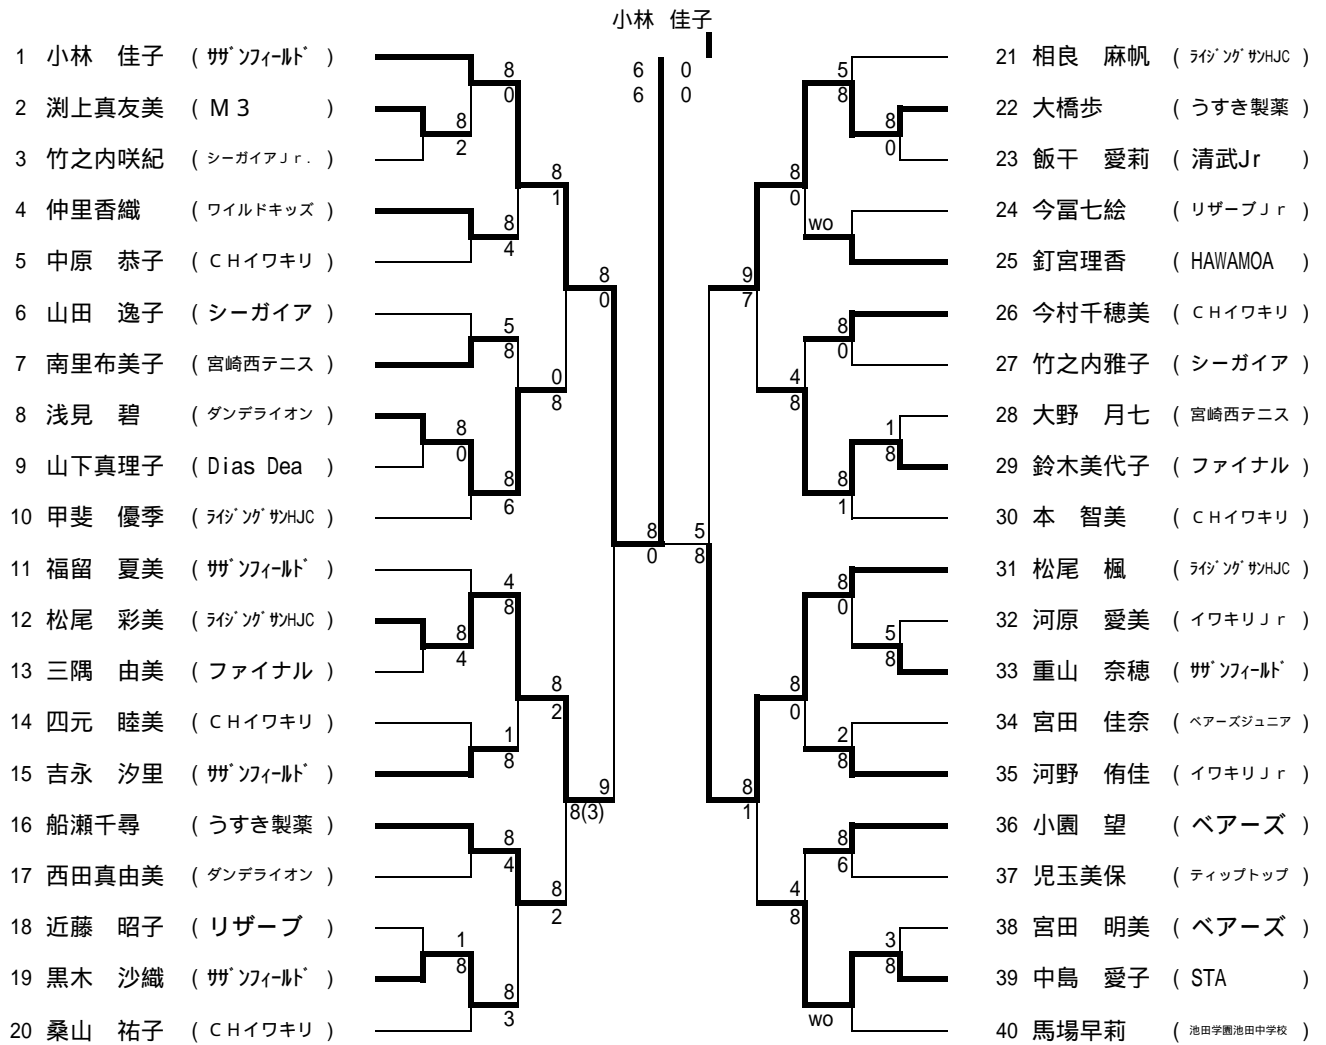 小林 佳子
6 0
6 0
1 小林 佳子 ( ｻｻﾞﾝﾌｨｰﾙﾄﾞ )
2 渕上真友美 ( Ｍ３ )
3 竹之内咲紀 ( シーガイアＪｒ. )
4 仲里香織 ( ワイルドキッズ )
5 中原 恭子 ( ＣＨイワキリ )
6 山田 逸子 ( シーガイア )
7 南里布美子 ( 宮崎西テニス )
8 浅見 碧 ( ダンデライオン )
9 山下真理子 ( Dias Dea )
10 甲斐 優季 ( ﾗｲｼﾞﾝｸﾞｻﾝHJC )
11 福留 夏美 ( ｻｻﾞﾝﾌｨｰﾙﾄﾞ )
12 松尾 彩美 ( ﾗｲｼﾞﾝｸﾞｻﾝHJC )
13 三隅 由美 ( ファイナル )
14 四元 睦美 ( ＣＨイワキリ )
15 吉永 汐里 ( ｻｻﾞﾝﾌｨｰﾙﾄﾞ )
16 船瀬千尋 ( うすき製薬 )
17 西田真由美 ( ダンデライオン )
18 近藤 昭子 ( リザーブ )
19 黒木 沙織 ( ｻｻﾞﾝﾌｨｰﾙﾄﾞ )
20 桑山 祐子 ( ＣＨイワキリ )
8
0
8
2
8
1
8
4
8
0
5
8
0
8
8
0
8
6
8
0
4
8
8
4
8
2
1
8
9
8(3)
8
4
8
2
1
8
8
3
5
8
5
8
8
0
8
0
wo
9
7
8
0
4
8
1
8
8
1
8
0
5
8
8
0
2
8
8
1
8
6
4
8
3
8
wo
21 相良 麻帆 ( ﾗｲｼﾞﾝｸﾞｻﾝHJC )
22 大橋歩 ( うすき製薬 )
23 飯干 愛莉 ( 清武Jr )
24 今冨七絵 ( リザーブＪｒ )
25 釘宮理香 ( HAWAMOA )
26 今村千穂美 ( ＣＨイワキリ )
27 竹之内雅子 ( シーガイア )
28 大野 月七 ( 宮崎西テニス )
29 鈴木美代子 ( ファイナル )
30 本 智美 ( ＣＨイワキリ )
31 松尾 楓 ( ﾗｲｼﾞﾝｸﾞｻﾝHJC )
32 河原 愛美 ( イワキリＪｒ )
33 重山 奈穂 ( ｻｻﾞﾝﾌｨｰﾙﾄﾞ )
34 宮田 佳奈 ( ベアーズジュニア )
35 河野 侑佳 ( イワキリＪｒ )
36 小園 望 ( ベアーズ )
37 児玉美保 ( ティップトップ )
38 宮田 明美 ( ベアーズ )
39 中島 愛子 ( STA )
40 馬場早莉 ( 池田学園池田中学校 )